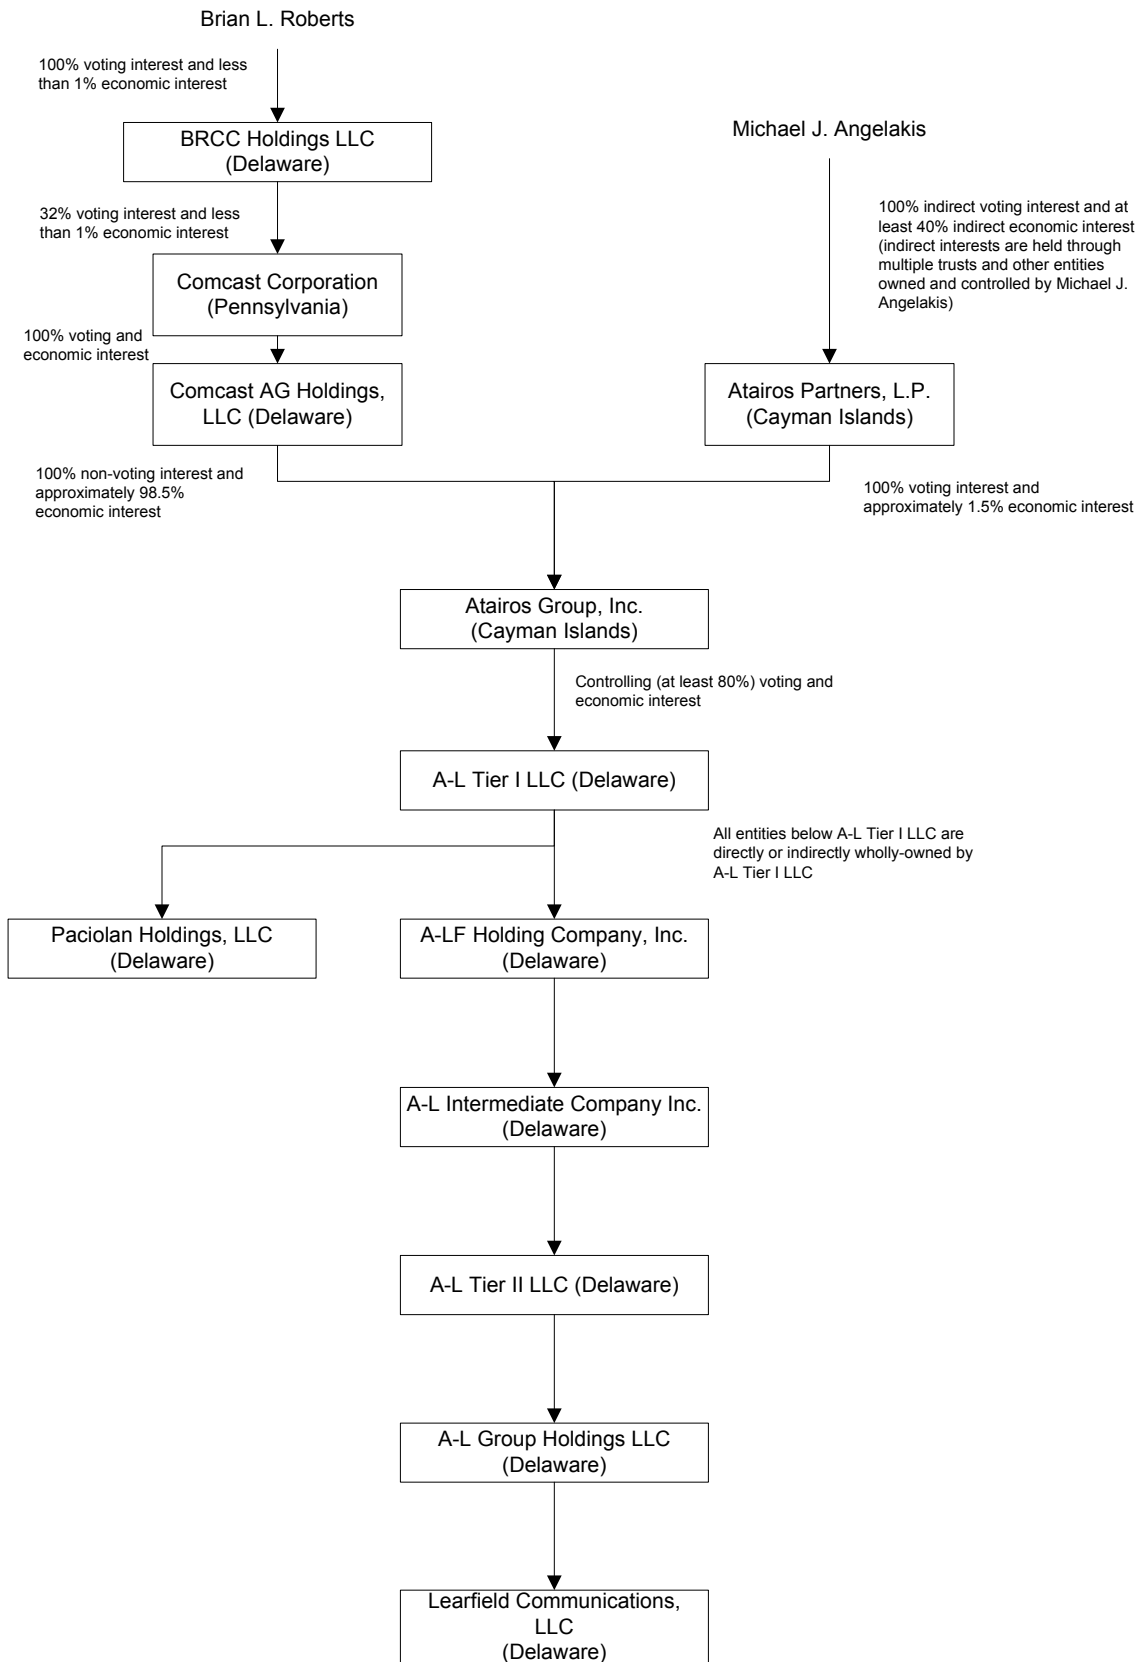 Brian L. Roberts
100% voting interest and less
than 1% economic interest
BRCC Holdings LLC
(Delaware)
Michael J. Angelakis
32% voting interest and less
than 1% economic interest
100% indirect voting interest and at
least 40% indirect economic interest
(indirect interests are held through
multiple trusts and other entities
owned and controlled by Michael J.
Angelakis)
Comcast Corporation
(Pennsylvania)
100% voting and
economic interest
Comcast AG Holdings,
LLC (Delaware)
Atairos Partners, L.P.
(Cayman Islands)
100% non-voting interest and
approximately 98.5%
economic interest
100% voting interest and
approximately 1.5% economic interest
Atairos Group, Inc.
(Cayman Islands)
Controlling (at least 80%) voting and
economic interest
A-L Tier I LLC (Delaware)
All entities below A-L Tier I LLC are
directly or indirectly wholly-owned by
A-L Tier I LLC
Paciolan Holdings, LLC
(Delaware)
A-LF Holding Company, Inc.
(Delaware)
A-L Intermediate Company Inc.
(Delaware)
A-L Tier II LLC (Delaware)
A-L Group Holdings LLC
(Delaware)
Learfield Communications,
LLC
(Delaware)